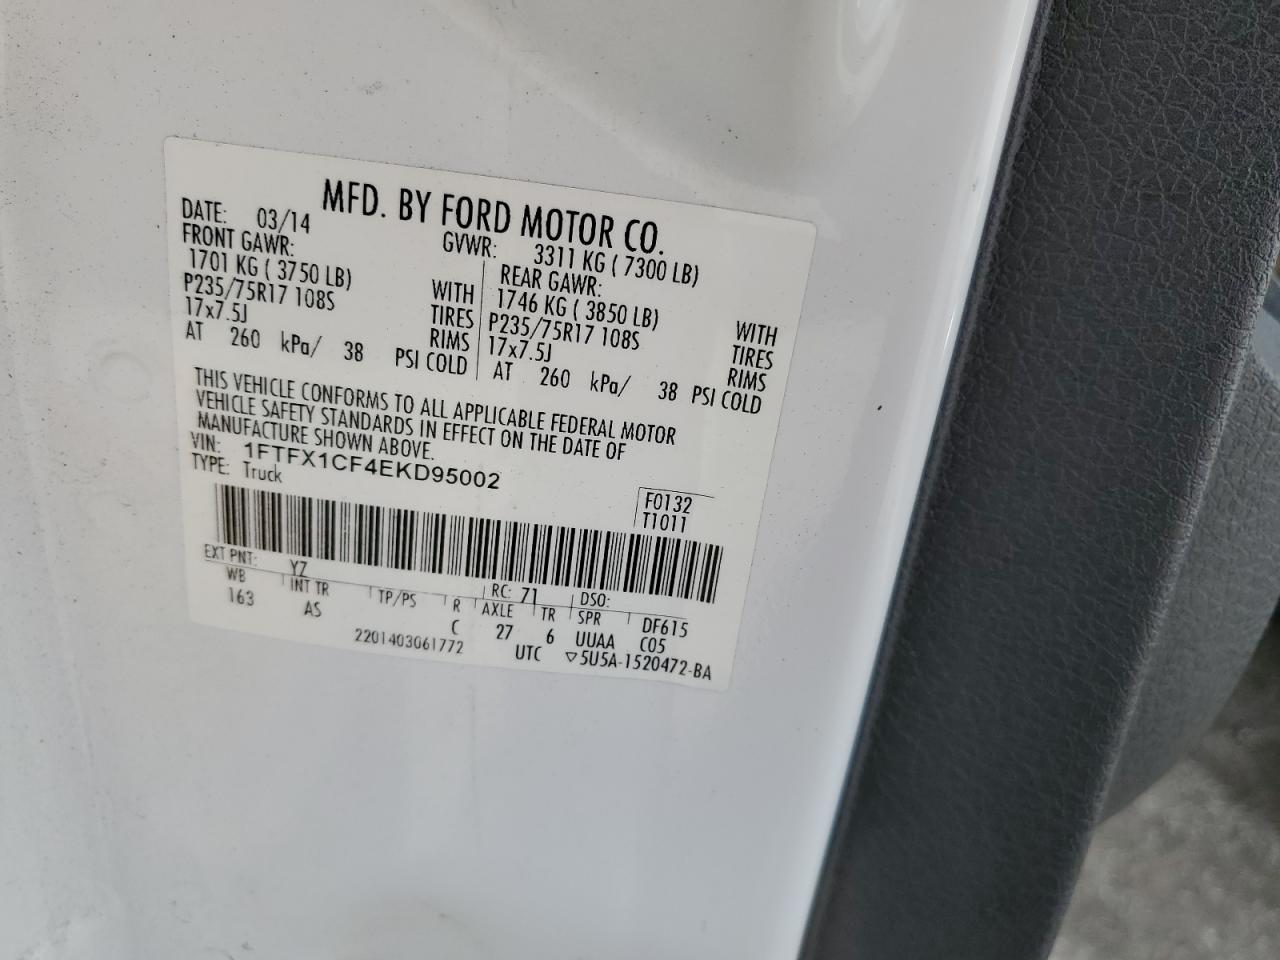 MFD. BY FORD MOTOR CO.
DATE: 03/14 GVWR: 3311 KG ( 7300 LB)
FRONT GAWR: REAR GAWR:
1701 KG ( 3750 LB) WITH 1746 KG ( 3850 LB) WITH
P235/75R17 108S TIRES P235/75R17 108S TIRES
17x7.5J RIMS 17x7.5J RIMS
AT 260 kPa/ 38 PSI COLD AT 260 kPa/ 38 PSI COLD
THIS VEHICLE CONFORMS TO ALL APPLICABLE FEDERAL MOTOR
VEHICLE SAFETY STANDARDS IN EFFECT ON THE DATE OF
MANUFACTURE SHOWN ABOVE.
VIN: 1FTFX1CF4EKD95002
TYPE: Truck
F0132
T1011
EXT PNT: YZ RC: 71 DSO:
WB INT TR TP/PS R AXLE TR SPR DF615
163 AS C 27 6 UUAA C05
2201403061772 UTC ▽5U5A-1520472-BA